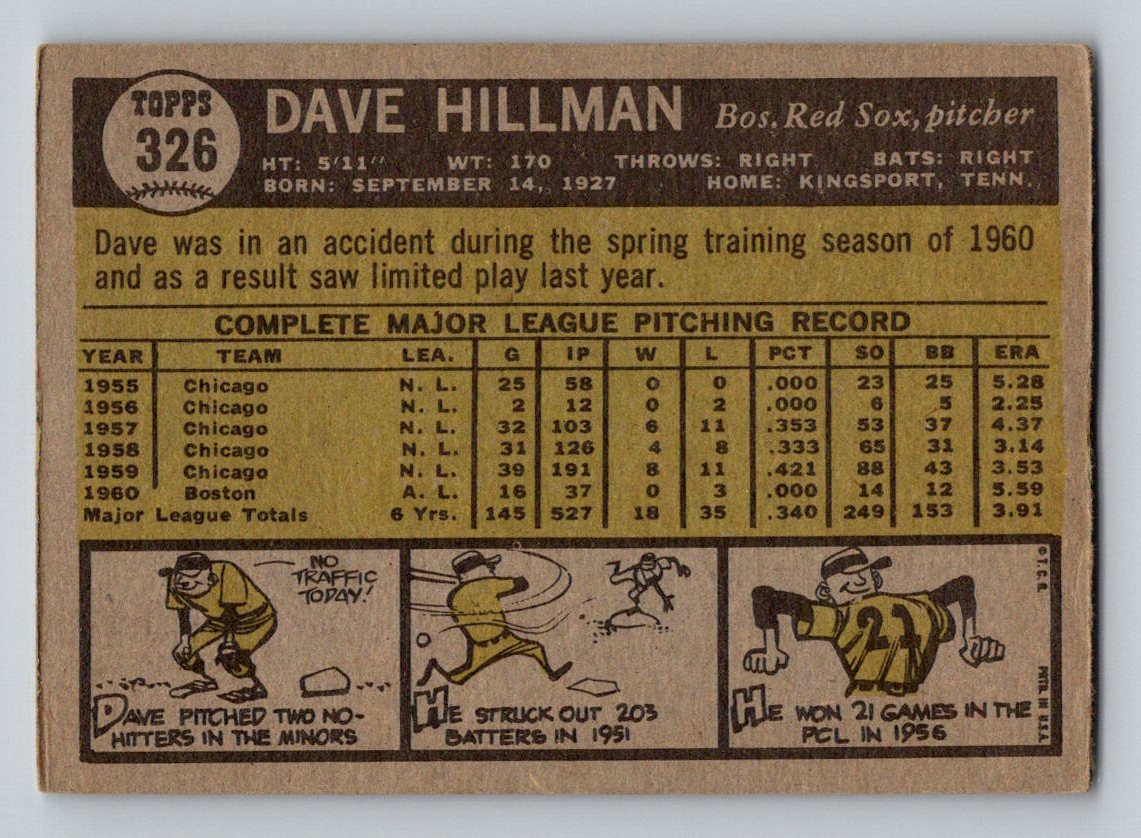 TOPPS
326
DAVE HILLMAN Bos. Red Sox, pitcher
HT: 5'11" WT: 170 THROWS: RIGHT BATS: RIGHT
BORN: SEPTEMBER 14, 1927 HOME: KINGSPORT, TENN.
Dave was in an accident during the spring training season of 1960
and as a result saw limited play last year.
COMPLETE MAJOR LEAGUE PITCHING RECORD
YEAR TEAM LEA. G IP W L PCT SO BB ERA
1955 Chicago N. L. 25 58 0 0 .000 23 25 5.28
1956 Chicago N. L. 2 12 0 2 .000 6 5 2.25
1957 Chicago N. L. 32 103 6 11 .353 53 37 4.37
1958 Chicago N. L. 31 126 4 8 .333 65 31 3.14
1959 Chicago N. L. 39 191 8 11 .421 88 43 3.53
1960 Boston A. L. 16 37 0 3 .000 14 12 5.59
Major League Totals 6 Yrs. 145 527 18 35 .340 249 153 3.91
NO
TRAFFIC
TODAY!
DAVE PITCHED TWO NO-
HITTERS IN THE MINORS
HE STRUCK OUT 203
BATTERS IN 1951
21
HE WON 21 GAMES IN THE
PCL IN 1956
© T.C.G.
PRTD. IN U.S.A.